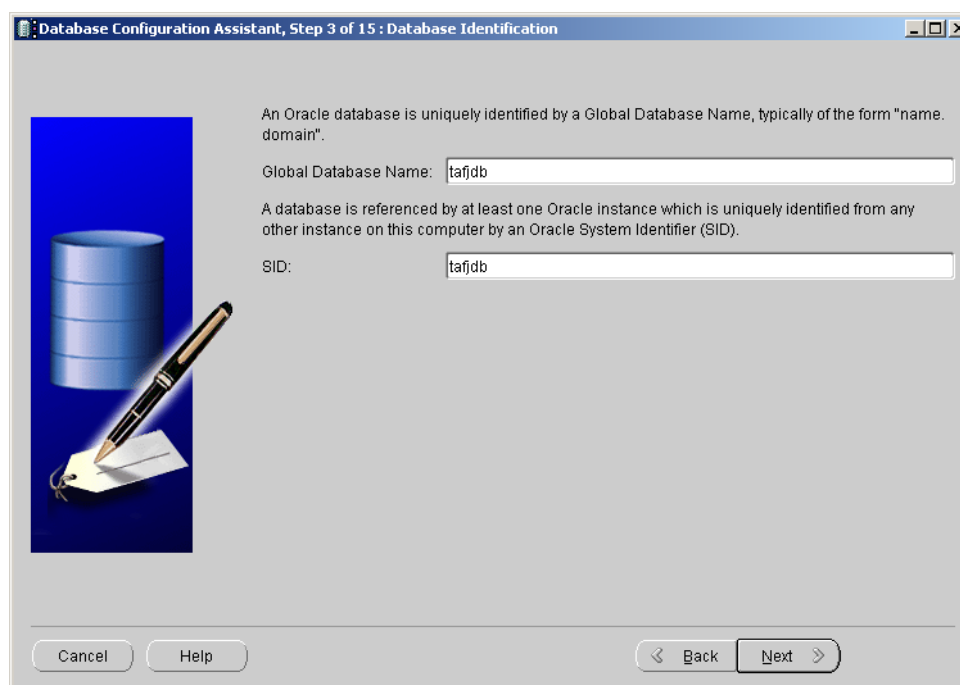 Database Configuration Assistant, Step 3 of 15 : Database Identification
An Oracle database is uniquely identified by a Global Database Name, typically of the form "name.
domain".
Global Database Name: tafjdb
A database is referenced by at least one Oracle instance which is uniquely identified from any
other instance on this computer by an Oracle System Identifier (SID).
SID: tafjdb
Cancel Help Back Next